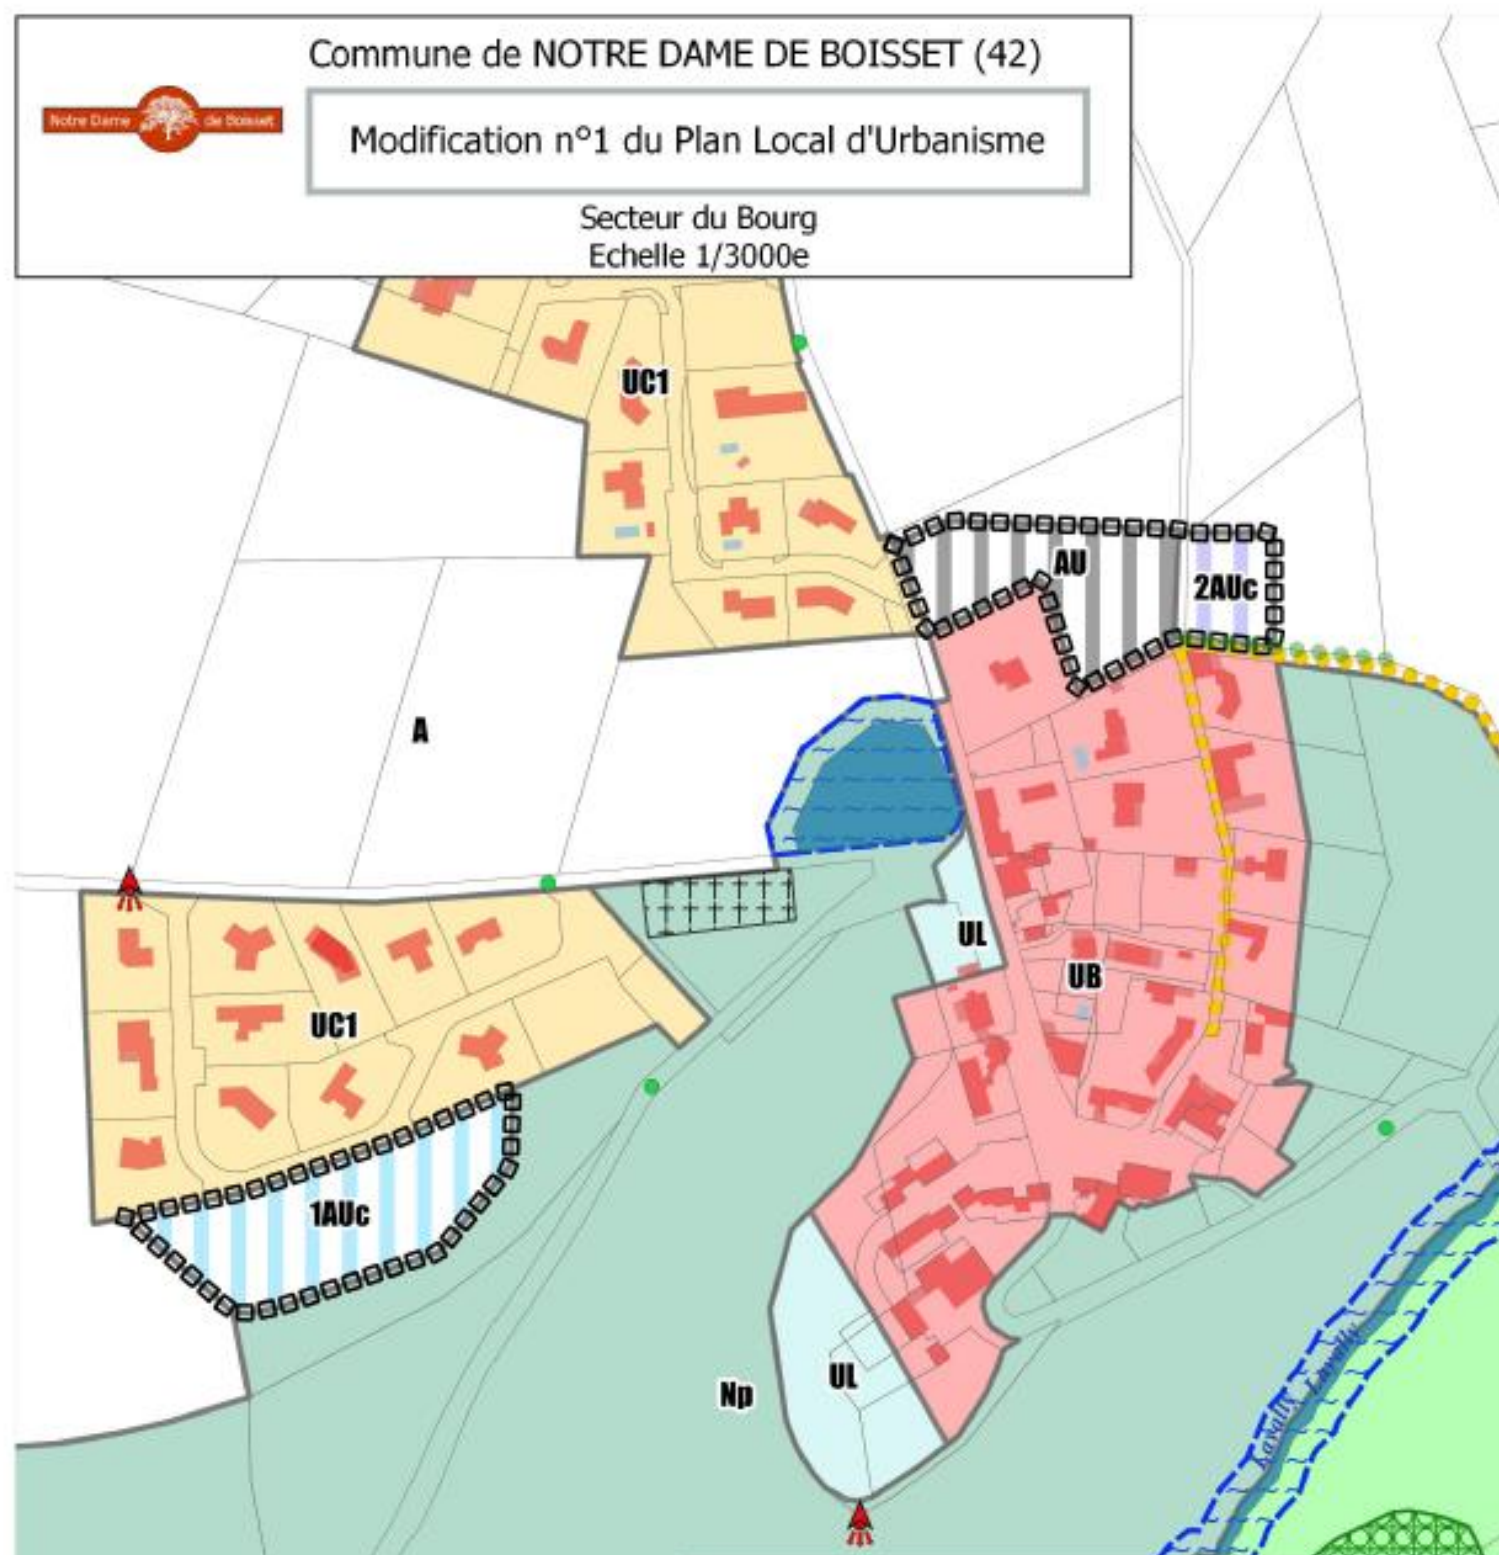 Commune de NOTRE DAME DE BOISSET (42)
Notre Dame de Boisset
Modification n°1 du Plan Local d'Urbanisme
Secteur du Bourg
Echelle 1/3000e
UC1
AU
2AUc
A
UL
UB
UC1
1AUc
UL
Np